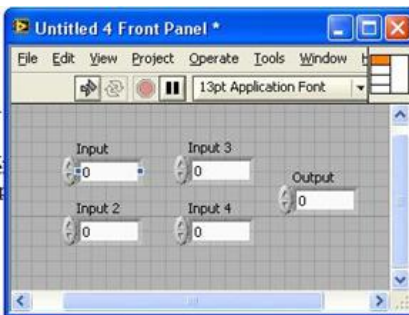 Untitled 4 Front Panel *
File Edit View Project Operate Tools Window
13pt Application Font
Input
0
Input 3
0
Output
0
Input 2
0
Input 4
0